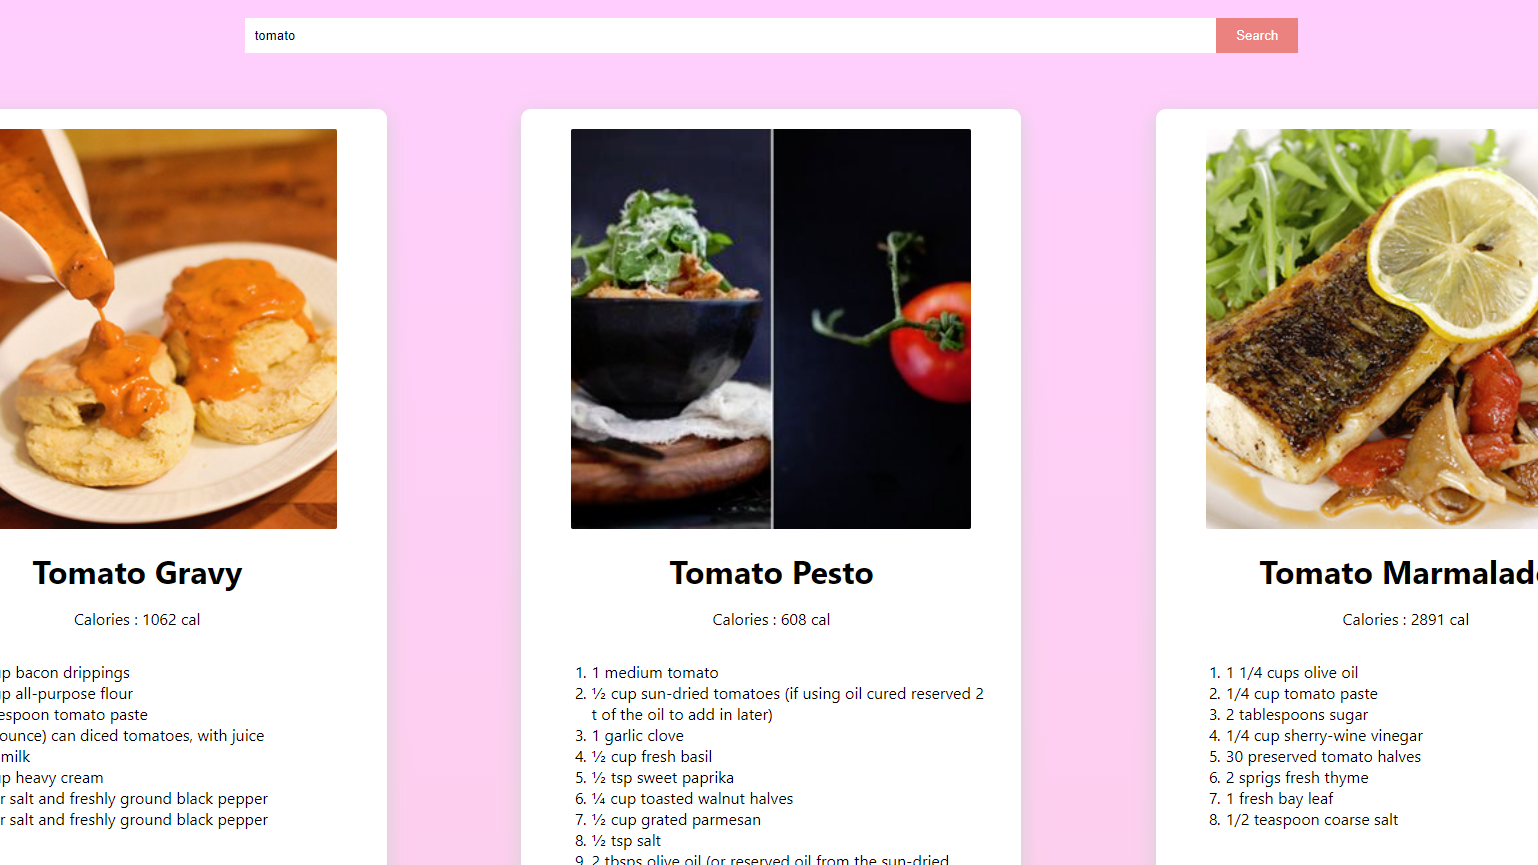 tomato
Search
Tomato Gravy
Calories : 1062 cal
bacon drippings
all-purpose flour
tomato paste
can diced tomatoes, with juice
milk
heavy cream
salt and freshly ground black pepper
salt and freshly ground black pepper
Tomato Pesto
Calories : 608 cal
1. 1 medium tomato
2. ½ cup sun-dried tomatoes (if using oil cured reserved 2
t of the oil to add in later)
3. 1 garlic clove
4. ½ cup fresh basil
5. ½ tsp sweet paprika
6. ¼ cup toasted walnut halves
7. ½ cup grated parmesan
8. ½ tsp salt
9. 2 tbsps olive oil (or reserved oil from the sun-dried
Tomato
Calories : 2891 cal
1. 1 1/4 cups olive oil
2. 1/4 cup tomato paste
3. 2 tablespoons sugar
4. 1/4 cup sherry-wine vinegar
5. 30 preserved tomato halves
6. 2 sprigs fresh thyme
7. 1 fresh bay leaf
8. 1/2 teaspoon coarse salt